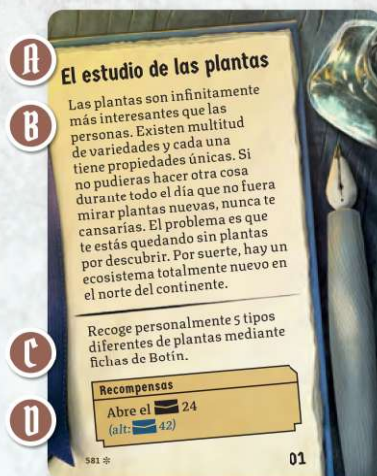 A
El estudio de las plantas
B
Las plantas son infinitamente
más interesantes que las
personas. Existen multitud
de variedades y cada una
tiene propiedades únicas. Si
no pudieras hacer otra cosa
durante todo el día que no fuera
mirar plantas nuevas, nunca te
cansarías. El problema es que
te estás quedando sin plantas
por descubrir. Por suerte, hay un
ecosistema totalmente nuevo en
el norte del continente.
C
Recoge personalmente 5 tipos
diferentes de plantas mediante
fichas de Botín.
D
Recompensas
Abre el 24
(alt: 42)
581
01